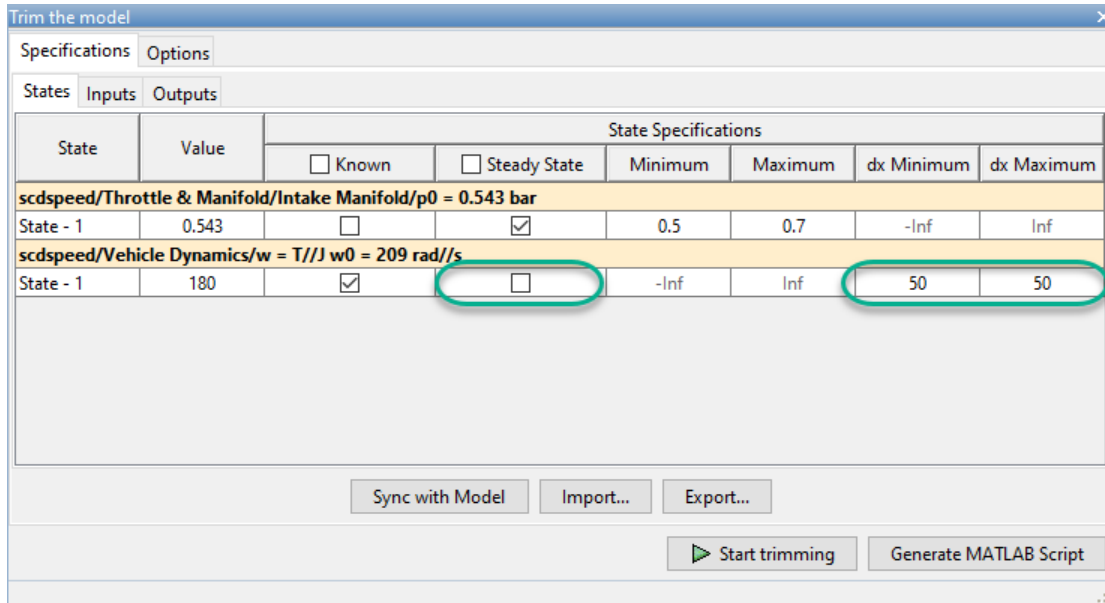 Trim the model
Specifications Options
States Inputs Outputs
State Value State Specifications
Known Steady State Minimum Maximum dx Minimum dx Maximum
scdspeed/Throttle & Manifold/Intake Manifold/p0 = 0.543 bar
State - 1 0.543 0.5 0.7 -Inf Inf
scdspeed/Vehicle Dynamics/w = T//J w0 = 209 rad//s
State - 1 180 -Inf Inf 50 50
Sync with Model Import... Export...
Start trimming Generate MATLAB Script